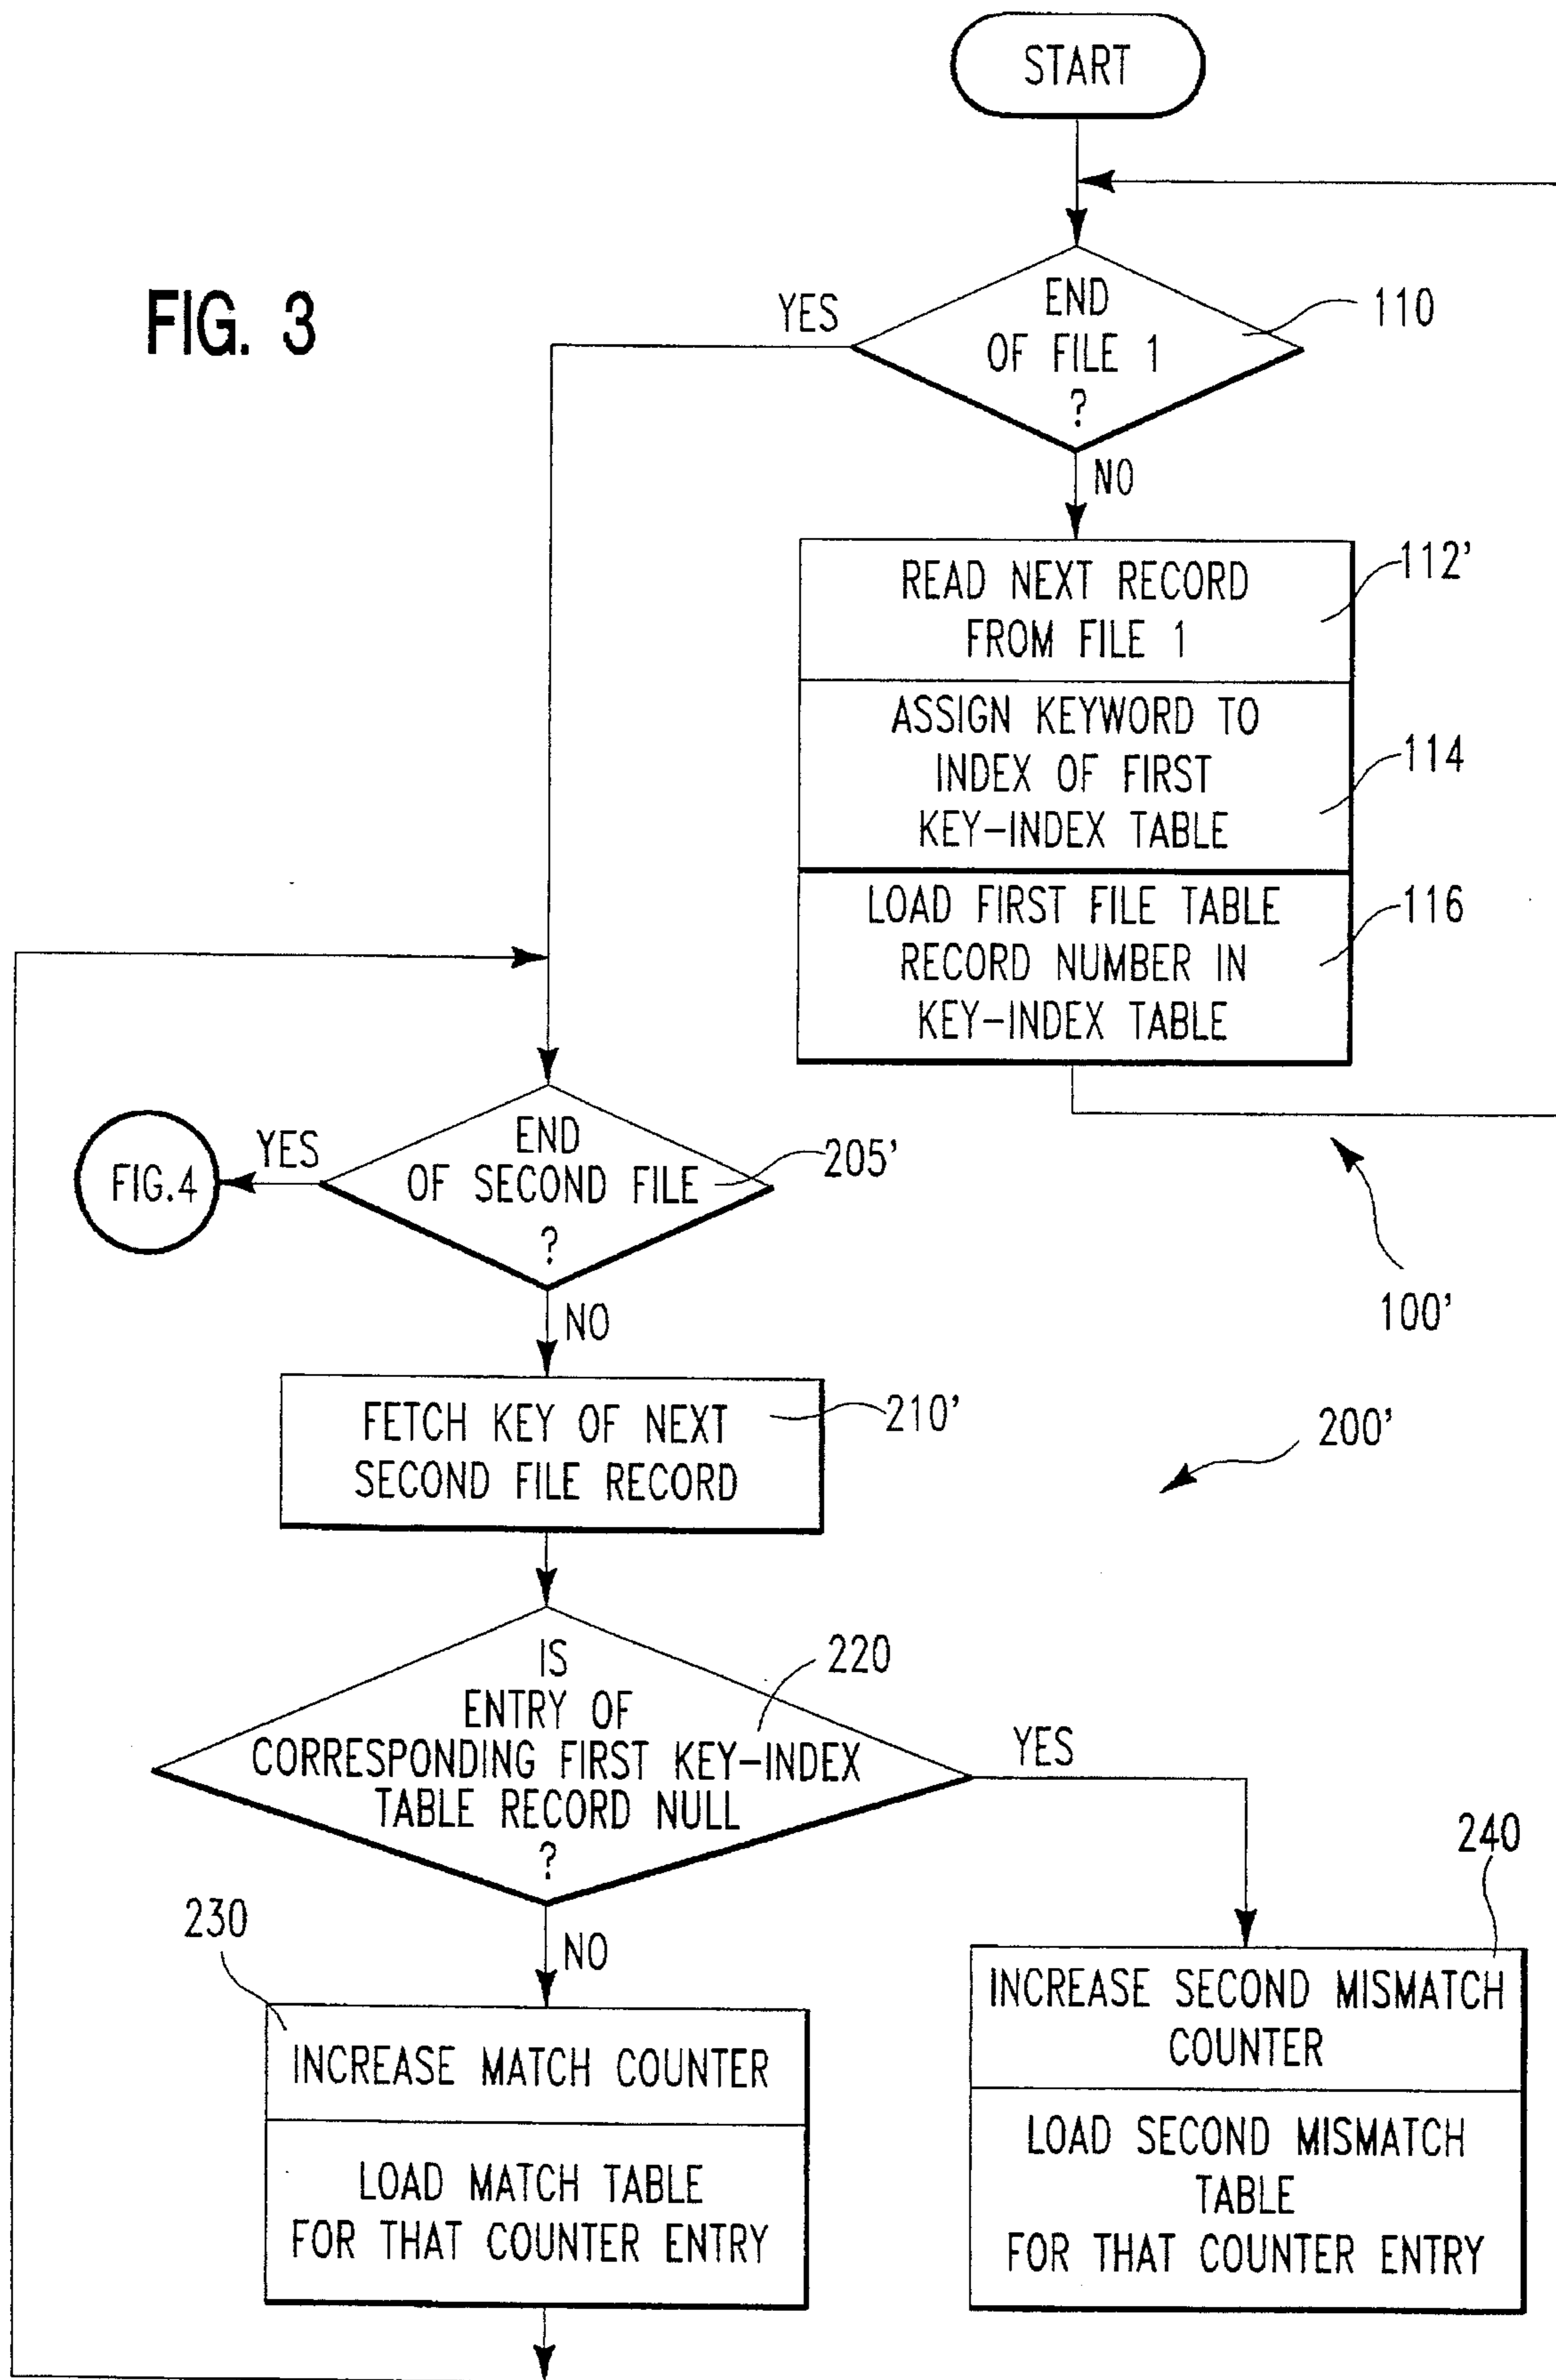 START
FIG. 3
YES
END
OF FILE 1
?
110
NO
READ NEXT RECORD
FROM FILE 1
112'
ASSIGN KEYWORD TO
INDEX OF FIRST
KEY-INDEX TABLE
114
LOAD FIRST FILE TABLE
RECORD NUMBER IN
KEY-INDEX TABLE
116
100'
FIG.4
YES
END
OF SECOND FILE
?
205'
NO
FETCH KEY OF NEXT
SECOND FILE RECORD
210'
200'
IS
ENTRY OF
CORRESPONDING FIRST KEY-INDEX
TABLE RECORD NULL
?
220
YES
NO
230
INCREASE MATCH COUNTER
LOAD MATCH TABLE
FOR THAT COUNTER ENTRY
240
INCREASE SECOND MISMATCH
COUNTER
LOAD SECOND MISMATCH
TABLE
FOR THAT COUNTER ENTRY